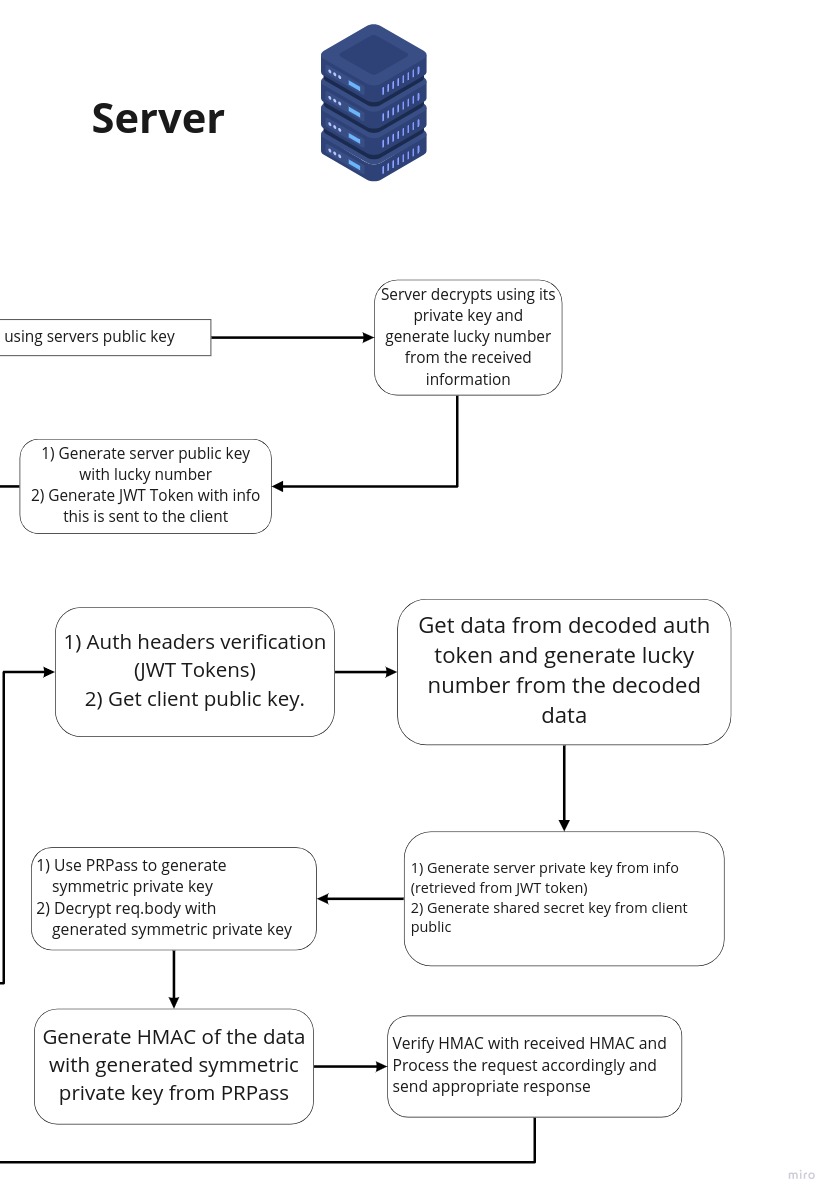 Server
using servers public key
Server decrypts using its
private key and
generate lucky number
from the received
information
1) Generate server public key
with lucky number
2) Generate JWT Token with info
this is sent to the client
1) Auth headers verification
(JWT Tokens)
2) Get client public key.
Get data from decoded auth
token and generate lucky
number from the decoded
data
1) Generate server private key from info
(retrieved from JWT token)
2) Generate shared secret key from client
public
1) Use PRPass to generate
symmetric private key
2) Decrypt req.body with
generated symmetric private key
Generate HMAC of the data
with generated symmetric
private key from PRPass
Verify HMAC with received HMAC and
Process the request accordingly and
send appropriate response
miro